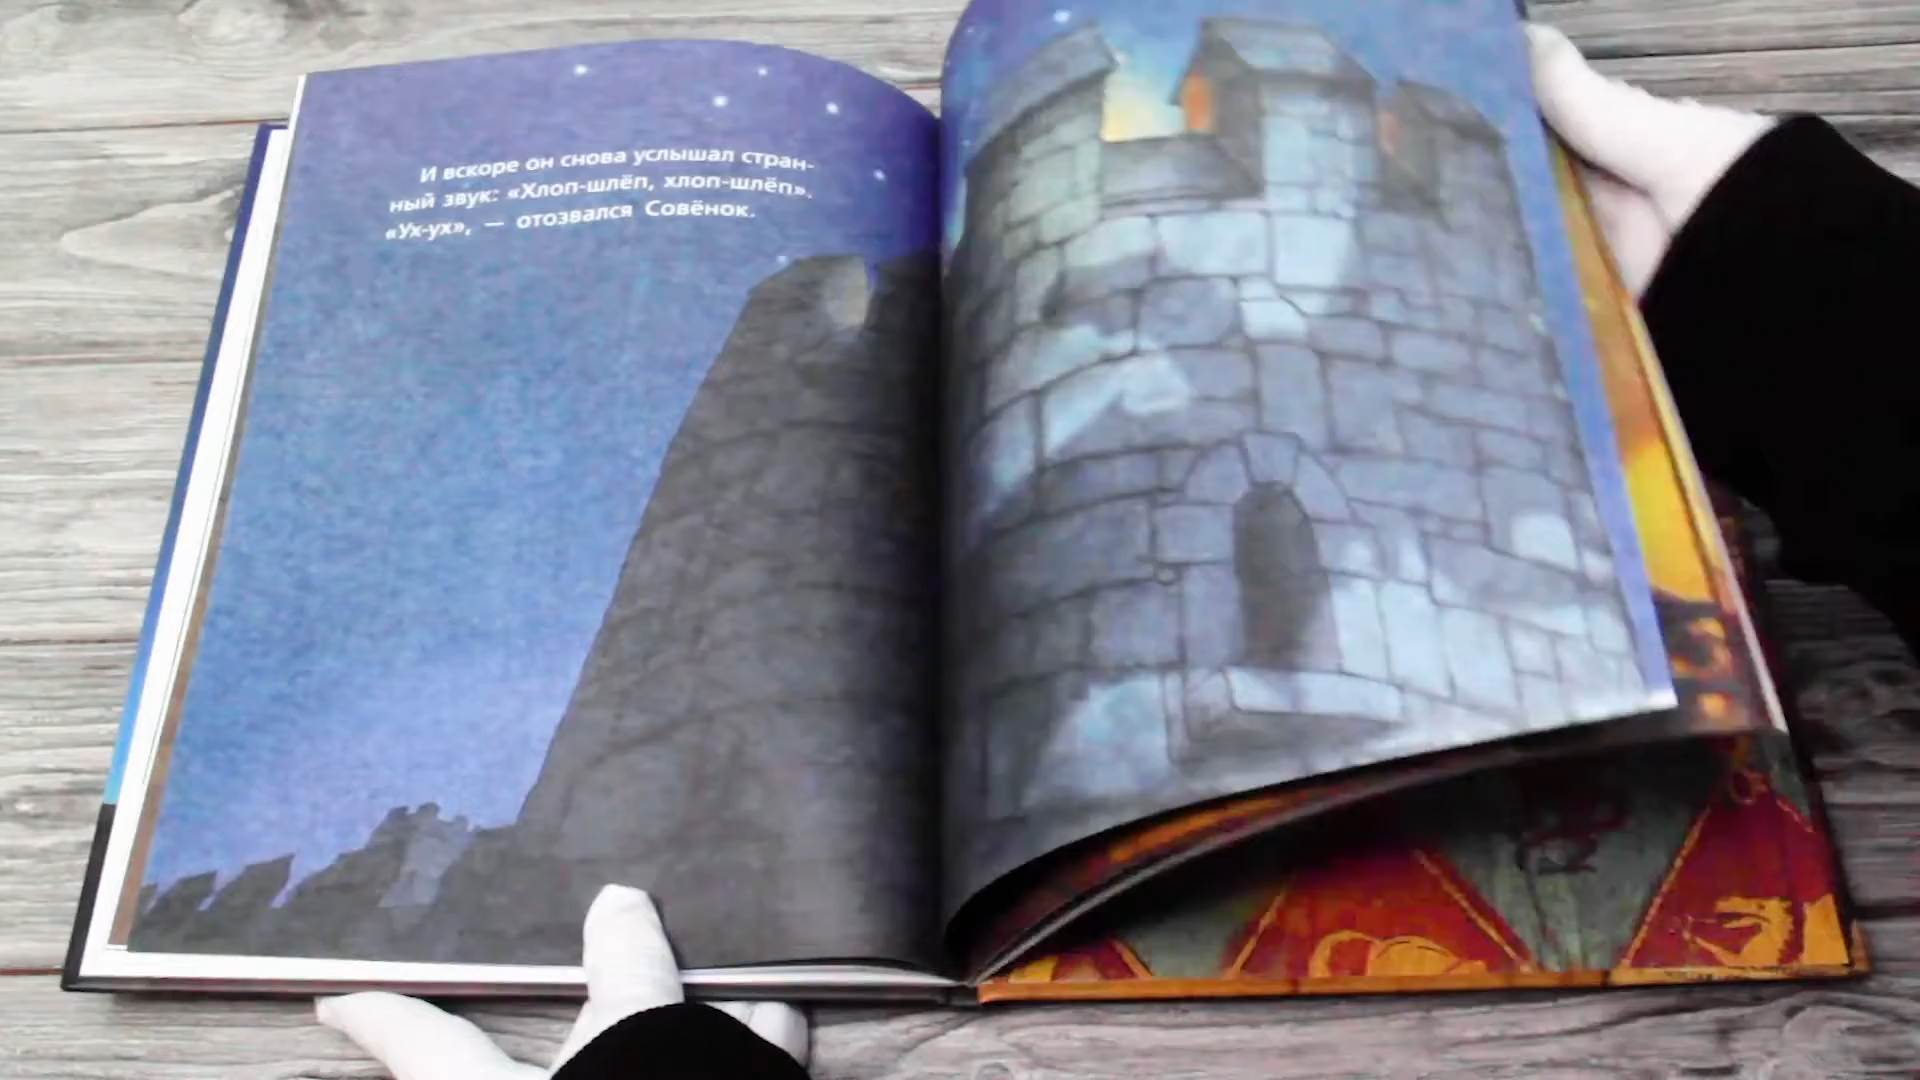 И вскоре он снова услышал стран-
ный звук: «Хлоп-шлёп, хлоп-шлёп».
«Ух-ух», — отозвался Совёнок.